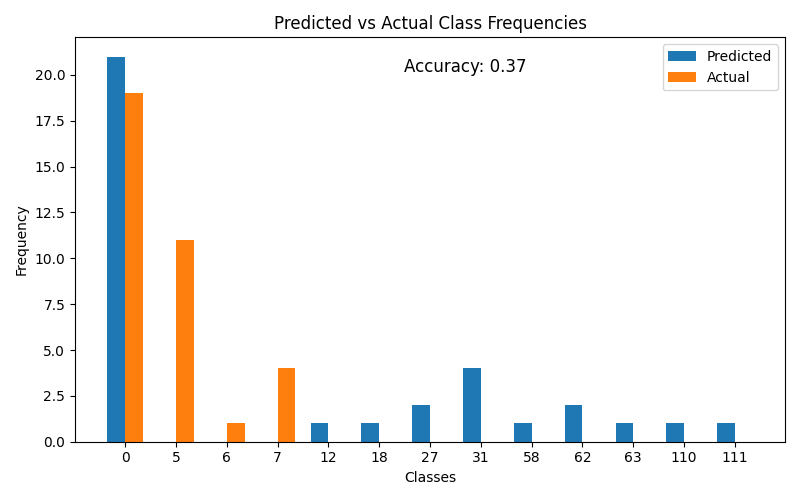 Predicted vs Actual Class Frequencies
Accuracy: 0.37
Predicted
Actual
Frequency
20.0
17.5
15.0
12.5
10.0
7.5
5.0
2.5
0.0
0 5 6 7 12 18 27 31 58 62 63 110 111
Classes